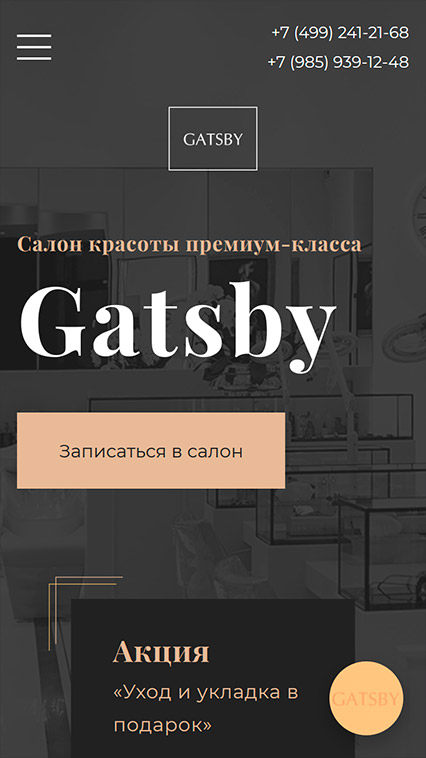 +7 (499) 241-21-68
+7 (985) 939-12-48
GATSBY
Салон красоты премиум-класса
Gatsby
Записаться в салон
Акция
«Уход и укладка в
подарок»
GATSBY